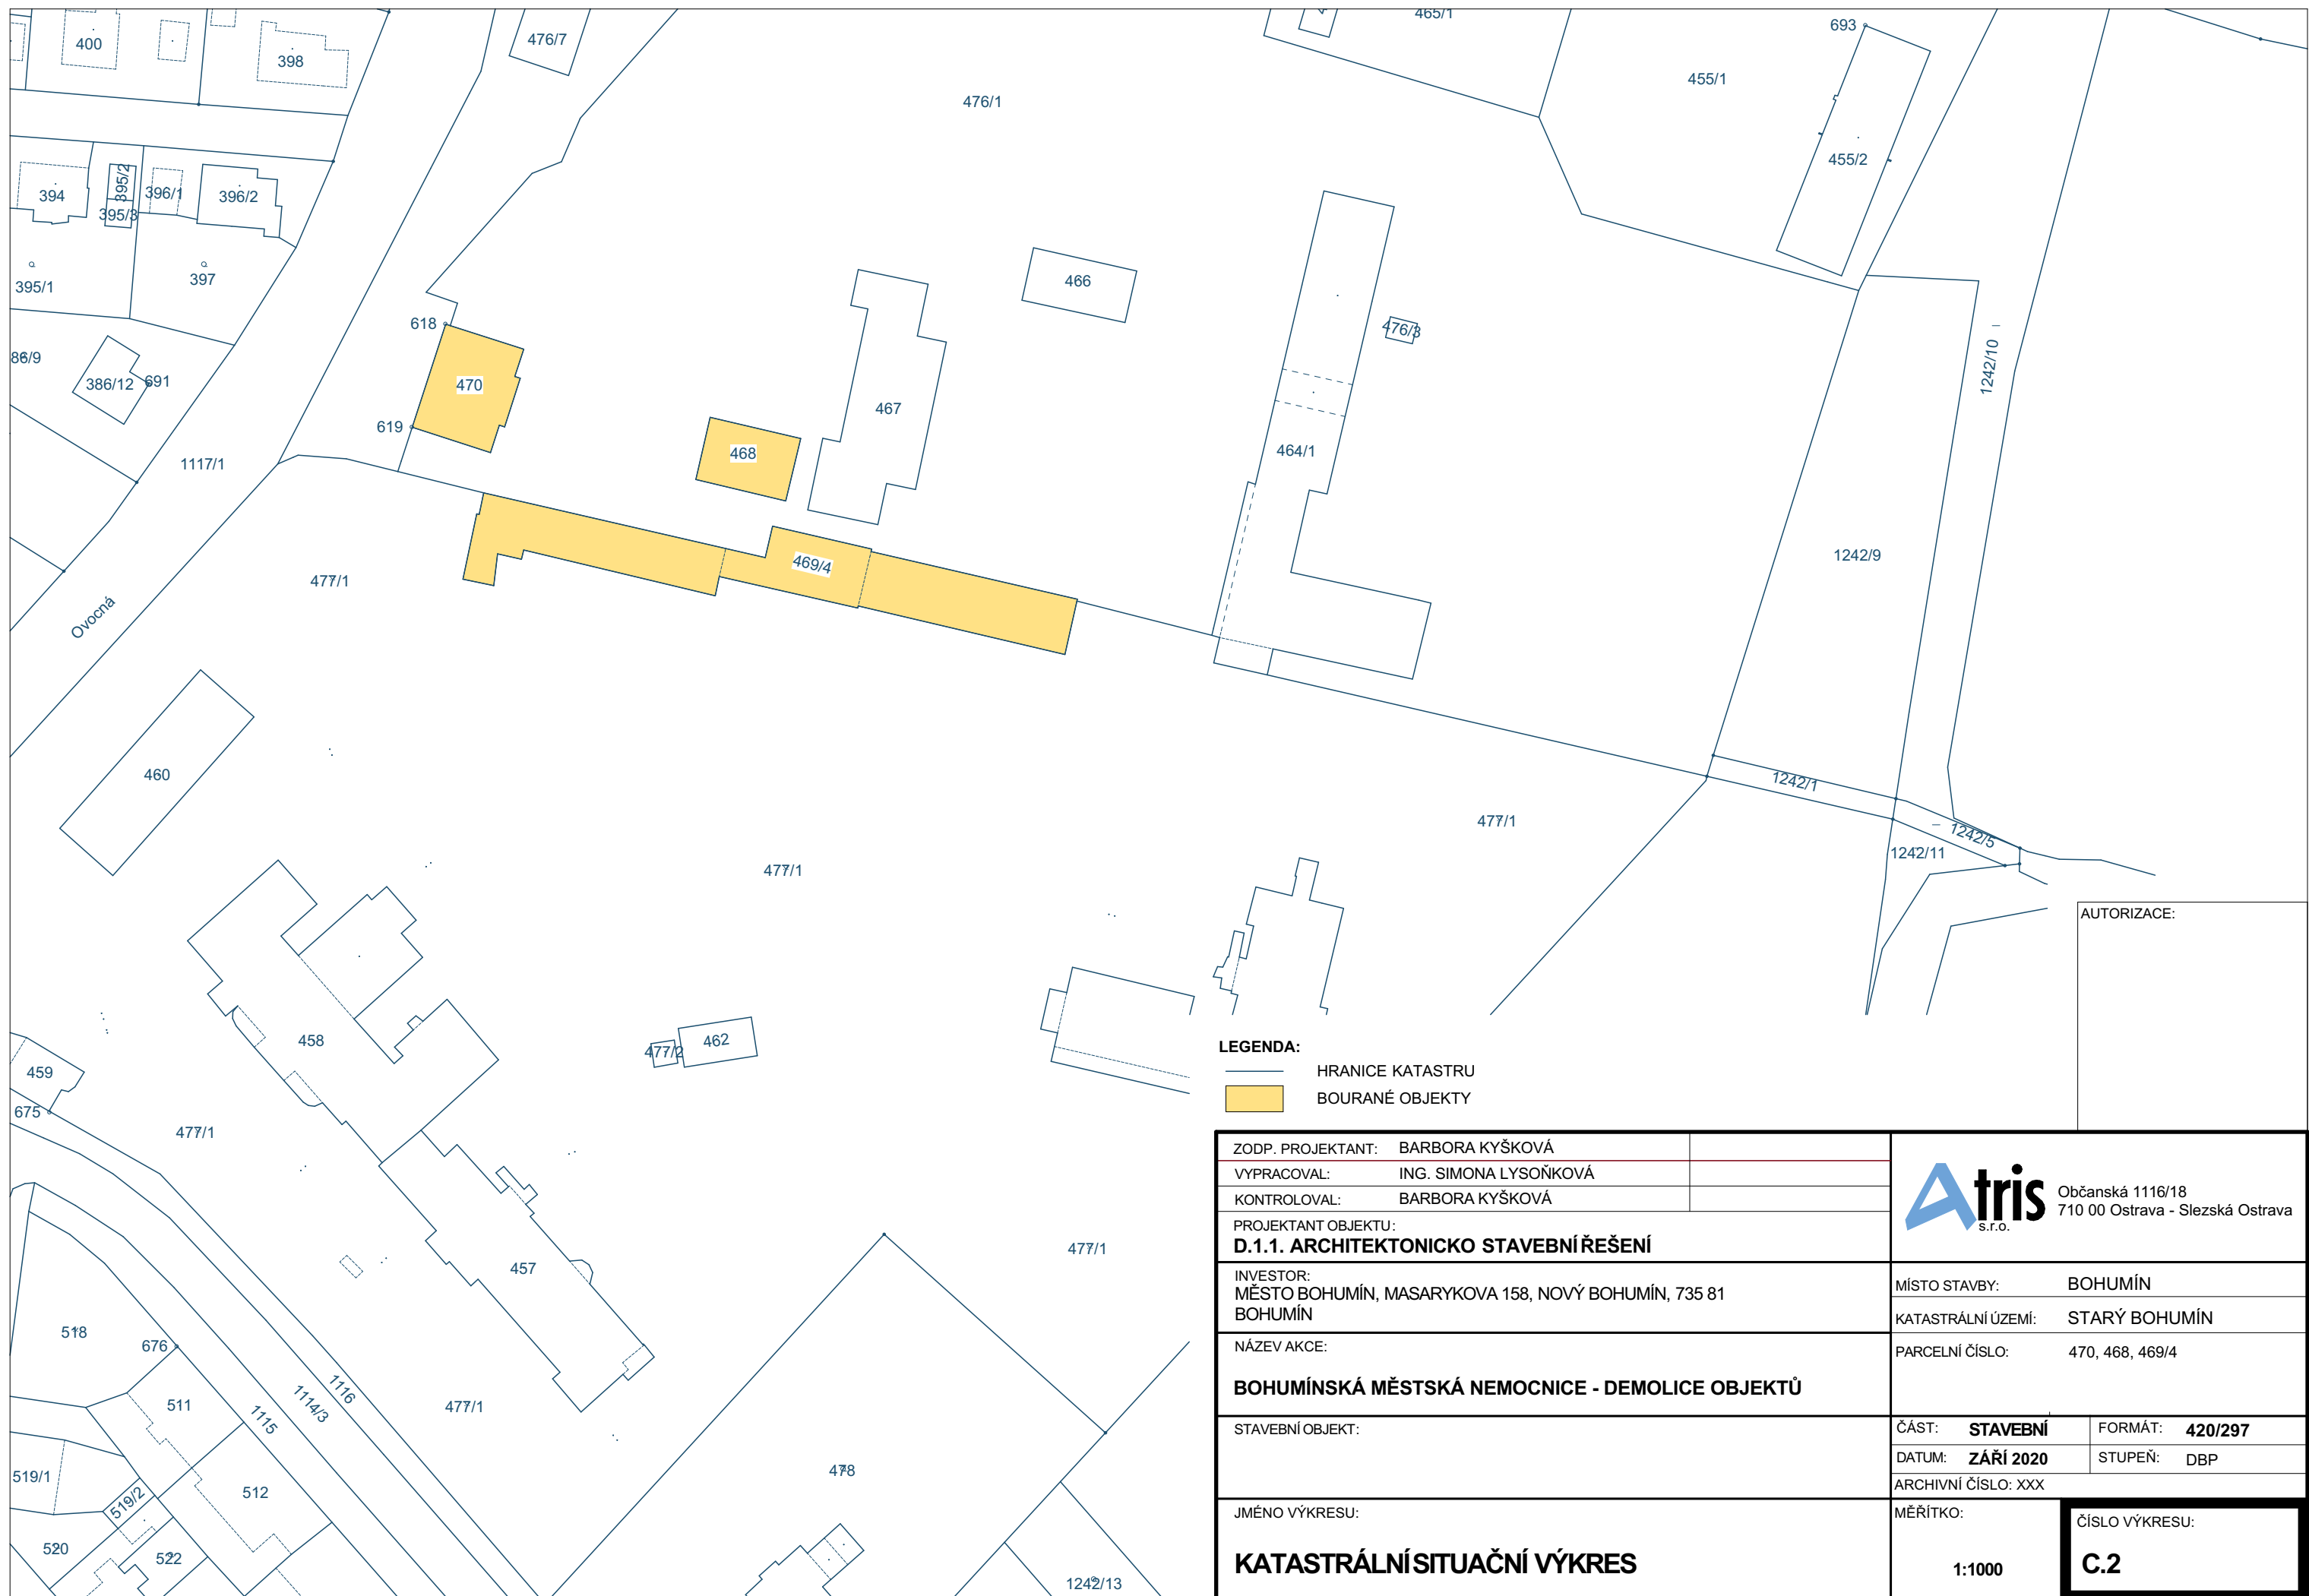 400
398
476/7
476/1
465/1
693
455/1
455/2
394
395/2
395/3
396/1
396/2
395/1
397
618
470
619
466
467
468
469/4
476/3
464/1
1242/10
1242/9
86/9
386/12
691
1117/1
477/1
Ovocná
460
1242/1
1242/5
1242/11
477/1
477/1
458
459
675
477/1
477/2
462
457
477/1
518
676
511
1115
1114/3
1116
477/1
519/1
519/2
512
520
522
478
1242/13
AUTORIZACE:
LEGENDA:
HRANICE KATASTRU
BOURANÉ OBJEKTY
ZODP. PROJEKTANT: BARBORA KYŠKOVÁ
VYPRACOVAL: ING. SIMONA LYSOŇKOVÁ
KONTROLOVAL: BARBORA KYŠKOVÁ
PROJEKTANT OBJEKTU:
D.1.1. ARCHITEKTONICKO STAVEBNÍ ŘEŠENÍ
Atris
s.r.o.
Občanská 1116/18
710 00 Ostrava - Slezská Ostrava
INVESTOR:
MĚSTO BOHUMÍN, MASARYKOVA 158, NOVÝ BOHUMÍN, 735 81
BOHUMÍN
MÍSTO STAVBY: BOHUMÍN
KATASTRÁLNÍ ÚZEMÍ: STARÝ BOHUMÍN
PARCELNÍ ČÍSLO: 470, 468, 469/4
NÁZEV AKCE:
BOHUMÍNSKÁ MĚSTSKÁ NEMOCNICE - DEMOLICE OBJEKTŮ
STAVEBNÍ OBJEKT:
ČÁST: STAVEBNÍ
FORMÁT: 420/297
DATUM: ZÁŘÍ 2020
STUPEŇ: DBP
ARCHIVNÍ ČÍSLO: XXX
JMÉNO VÝKRESU:
KATASTRÁLNÍ SITUAČNÍ VÝKRES
MĚŘÍTKO:
1:1000
ČÍSLO VÝKRESU:
C.2